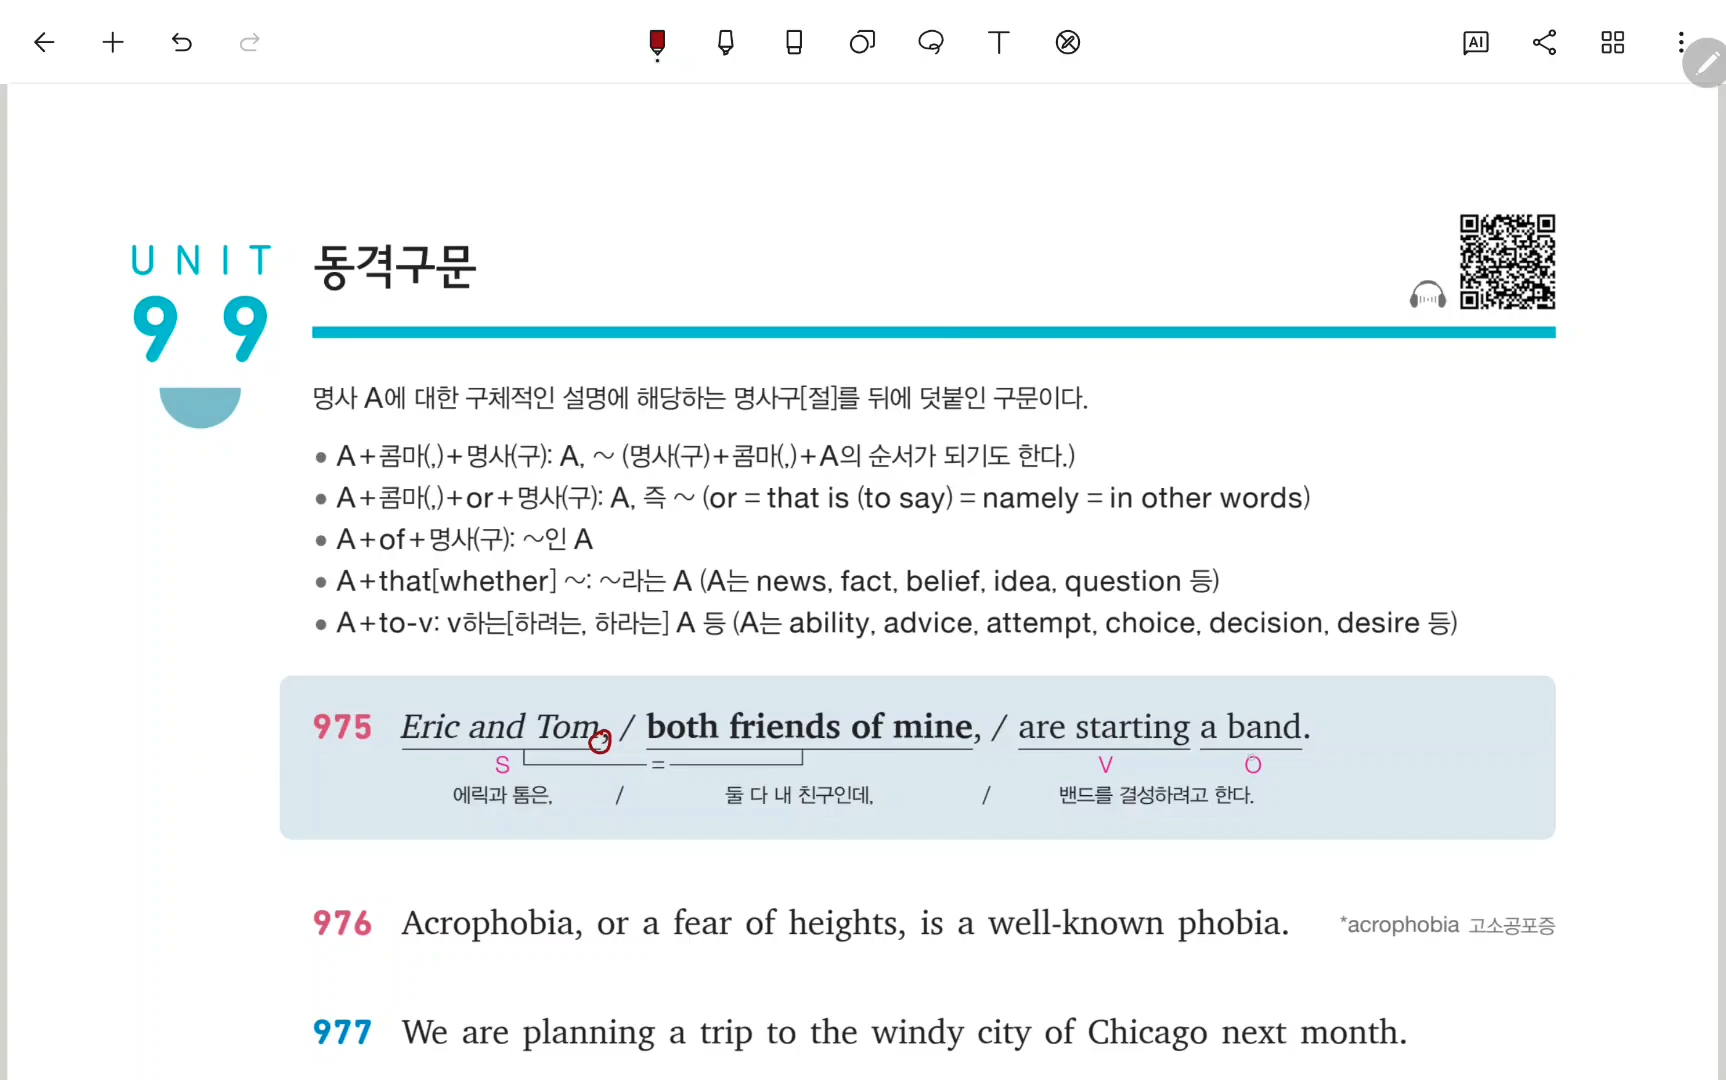 AI
UNIT
99
동격구문
명사 A에 대한 구체적인 설명에 해당하는 명사구[절]를 뒤에 덧붙인 구문이다.
● A+콤마(,)+명사(구): A, ~ (명사(구)+콤마(,)+A의 순서가 되기도 한다.)
● A+콤마(,)+or+명사(구): A, 즉 ~ (or = that is (to say) = namely = in other words)
● A+of+명사(구): ~인 A
● A+that[whether] ~: ~라는 A (A는 news, fact, belief, idea, question 등)
● A+to-v: v하는[하려는, 하라는] A 등 (A는 ability, advice, attempt, choice, decision, desire 등)
975 Eric and Tom, / both friends of mine, / are starting a band.
S = V O
에릭과 톰은, / 둘 다 내 친구인데, / 밴드를 결성하려고 한다.
976 Acrophobia, or a fear of heights, is a well-known phobia. *acrophobia 고소공포증
977 We are planning a trip to the windy city of Chicago next month.